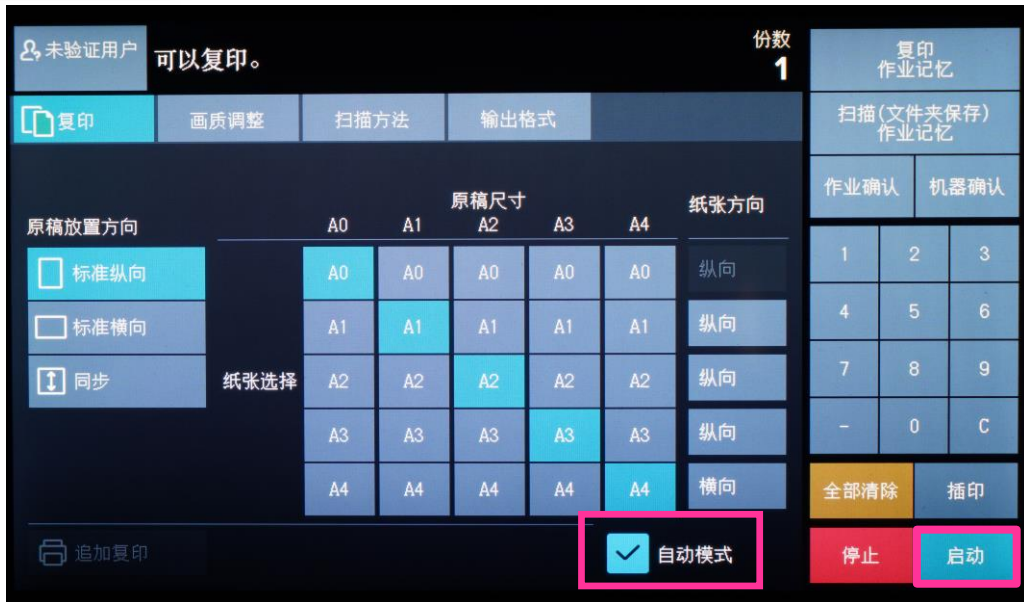 未验证用户
可以复印。
份数
1
复印
作业记忆
复印
画质调整
扫描方法
输出格式
扫描(文件夹保存)
作业记忆
作业确认
机器确认
原稿尺寸
纸张方向
原稿放置方向
A0 A1 A2 A3 A4
标准纵向
A0 A0 A0 A0 A0
纵向
标准横向
A1 A1 A1 A1 A1
纵向
同步
纸张选择
A2 A2 A2 A2 A2
纵向
A3 A3 A3 A3 A3
纵向
A4 A4 A4 A4 A4
横向
追加复印
自动模式
1 2 3
4 5 6
7 8 9
- 0 C
全部清除
插印
停止
启动